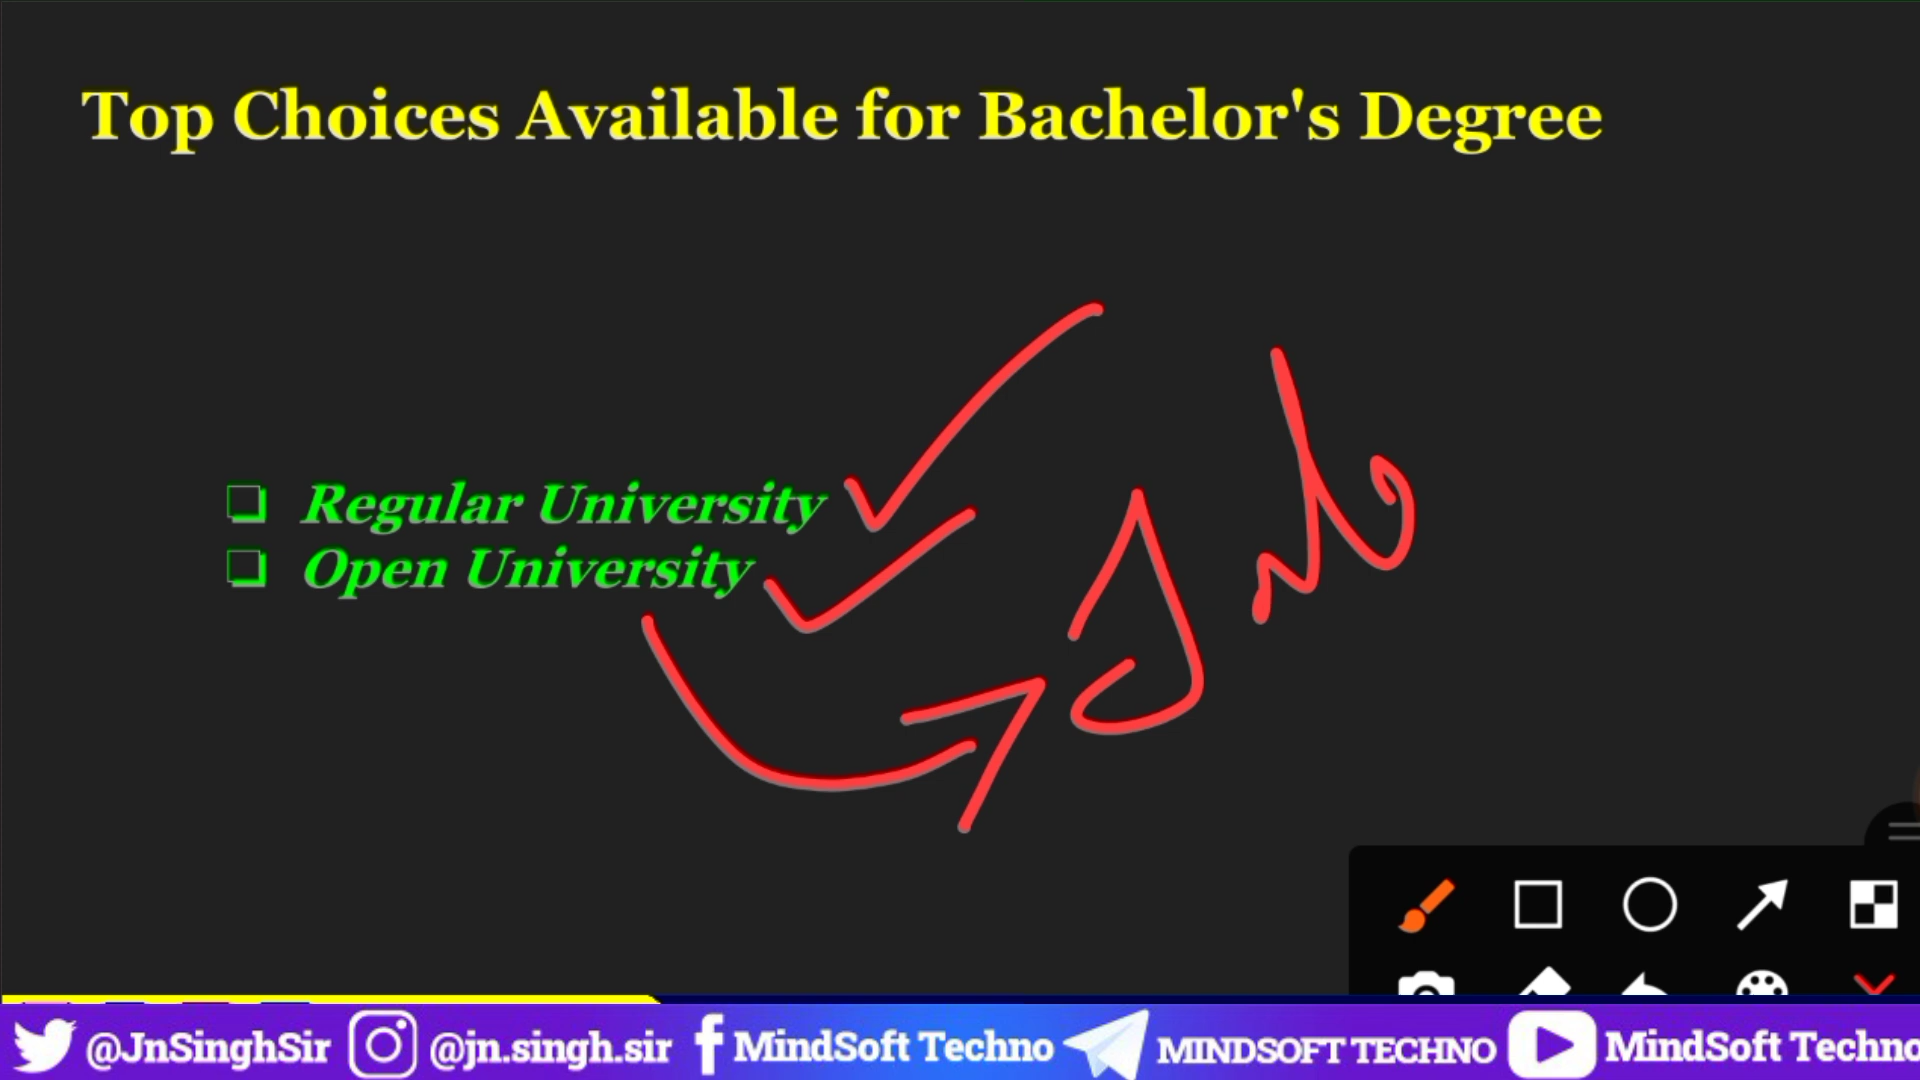 Top Choices Available for Bachelor's Degree
Regular University
Open University
@JnSinghSir @jn.singh.sir MindSoft Techno MINDSOFT TECHNO MindSoft Techno